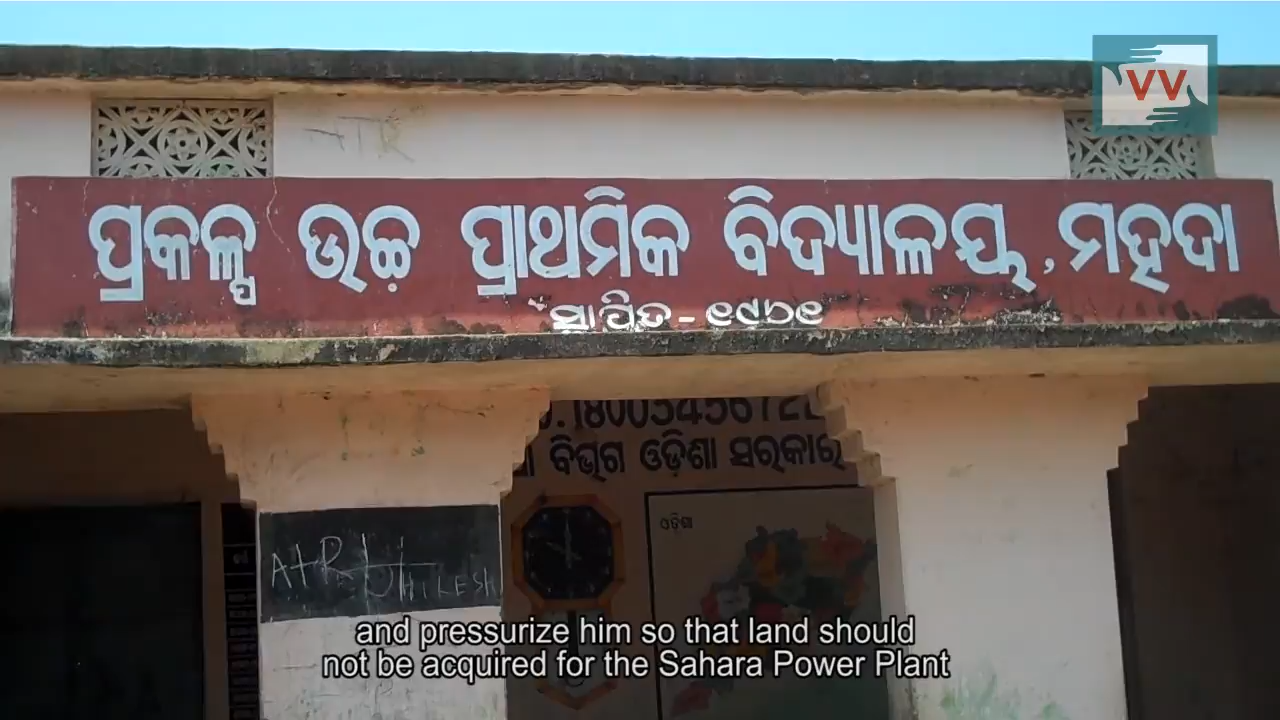 VV
ପ୍ରକଳ୍ପ ଉଚ୍ଚ ପ୍ରାଥମିକ ବିଦ୍ୟାଳୟ, ମହଦା
ସ୍ଥାପିତ - ୧୯୦୧
ବିଭାଗ ଓଡ଼ିଶା ସରକାର
ଓଡ଼ିଶା
and pressurize him so that land should
not be acquired for the Sahara Power Plant